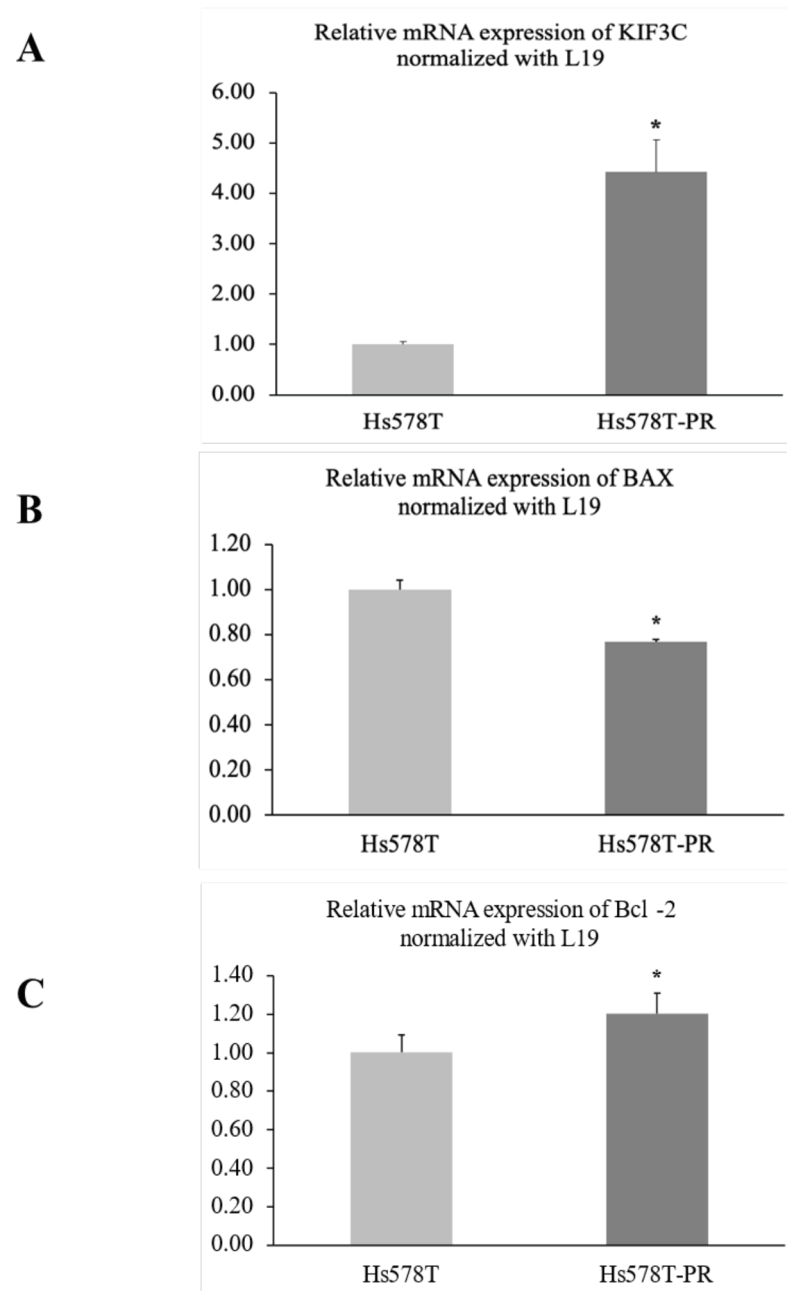 A
Relative mRNA expression of KIF3C
normalized with L19
6.00
5.00
4.00
3.00
2.00
1.00
0.00
*
Hs578T
Hs578T-PR
B
Relative mRNA expression of BAX
normalized with L19
1.20
1.00
0.80
0.60
0.40
0.20
0.00
*
Hs578T
Hs578T-PR
C
Relative mRNA expression of Bcl -2
normalized with L19
1.40
1.20
1.00
0.80
0.60
0.40
0.20
0.00
*
Hs578T
Hs578T-PR